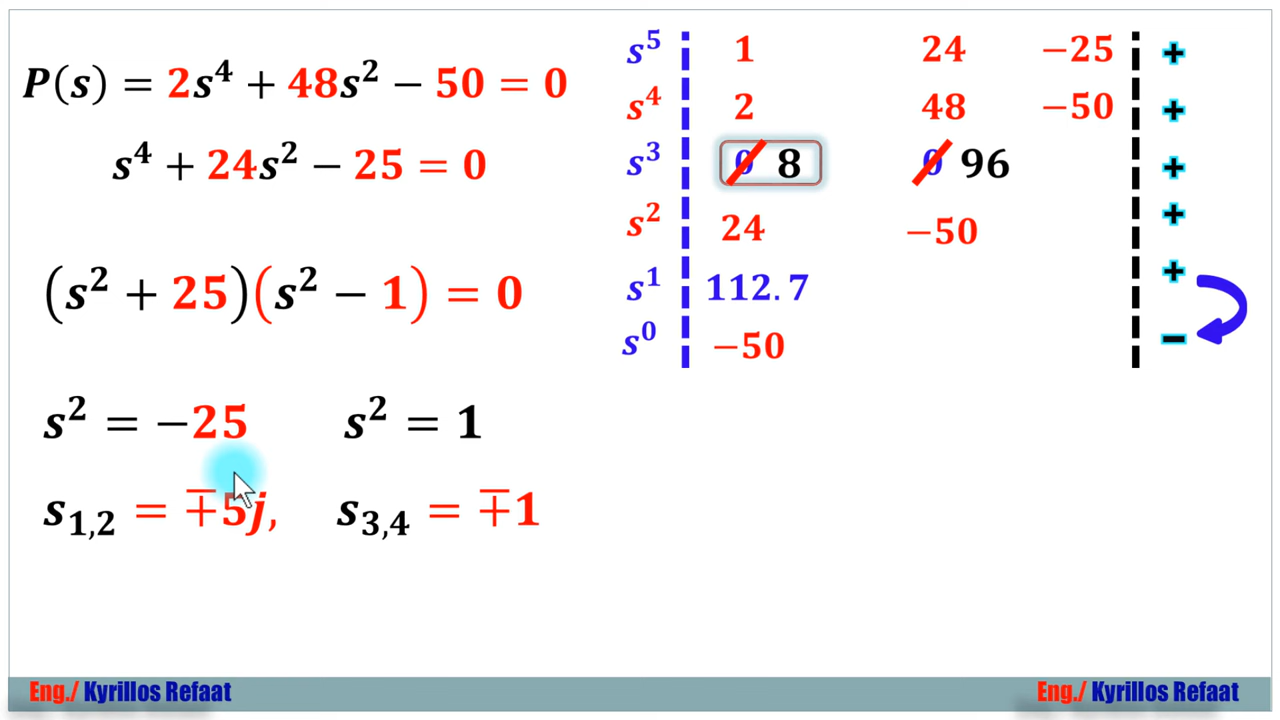 P(s) = 2s⁴ + 48s² − 50 = 0
s⁴ + 24s² − 25 = 0
(s² + 25)(s² − 1) = 0
s² = −25 s² = 1
s₁,₂ = ∓5j, s₃,₄ = ∓1
s⁵ 1 24 −25 +
s⁴ 2 48 −50 +
s³ 0 8 0 96 +
s² 24 −50 +
s¹ 112.7 +
s⁰ −50 −
Eng./ Kyrillos Refaat Eng./ Kyrillos Refaat